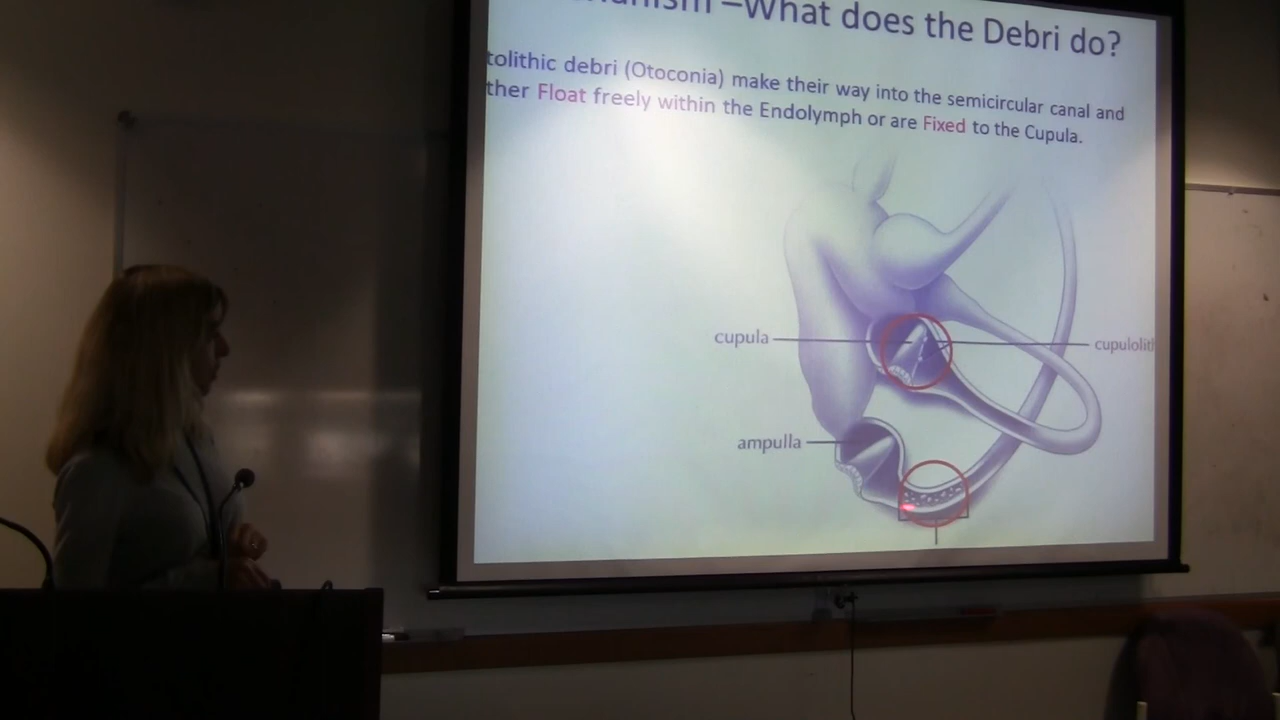 –What does the Debri do?
tolithic debri (Otoconia) make their way into the semicircular canal and
ther Float freely within the Endolymph or are Fixed to the Cupula.
cupula
cupulolith
ampulla